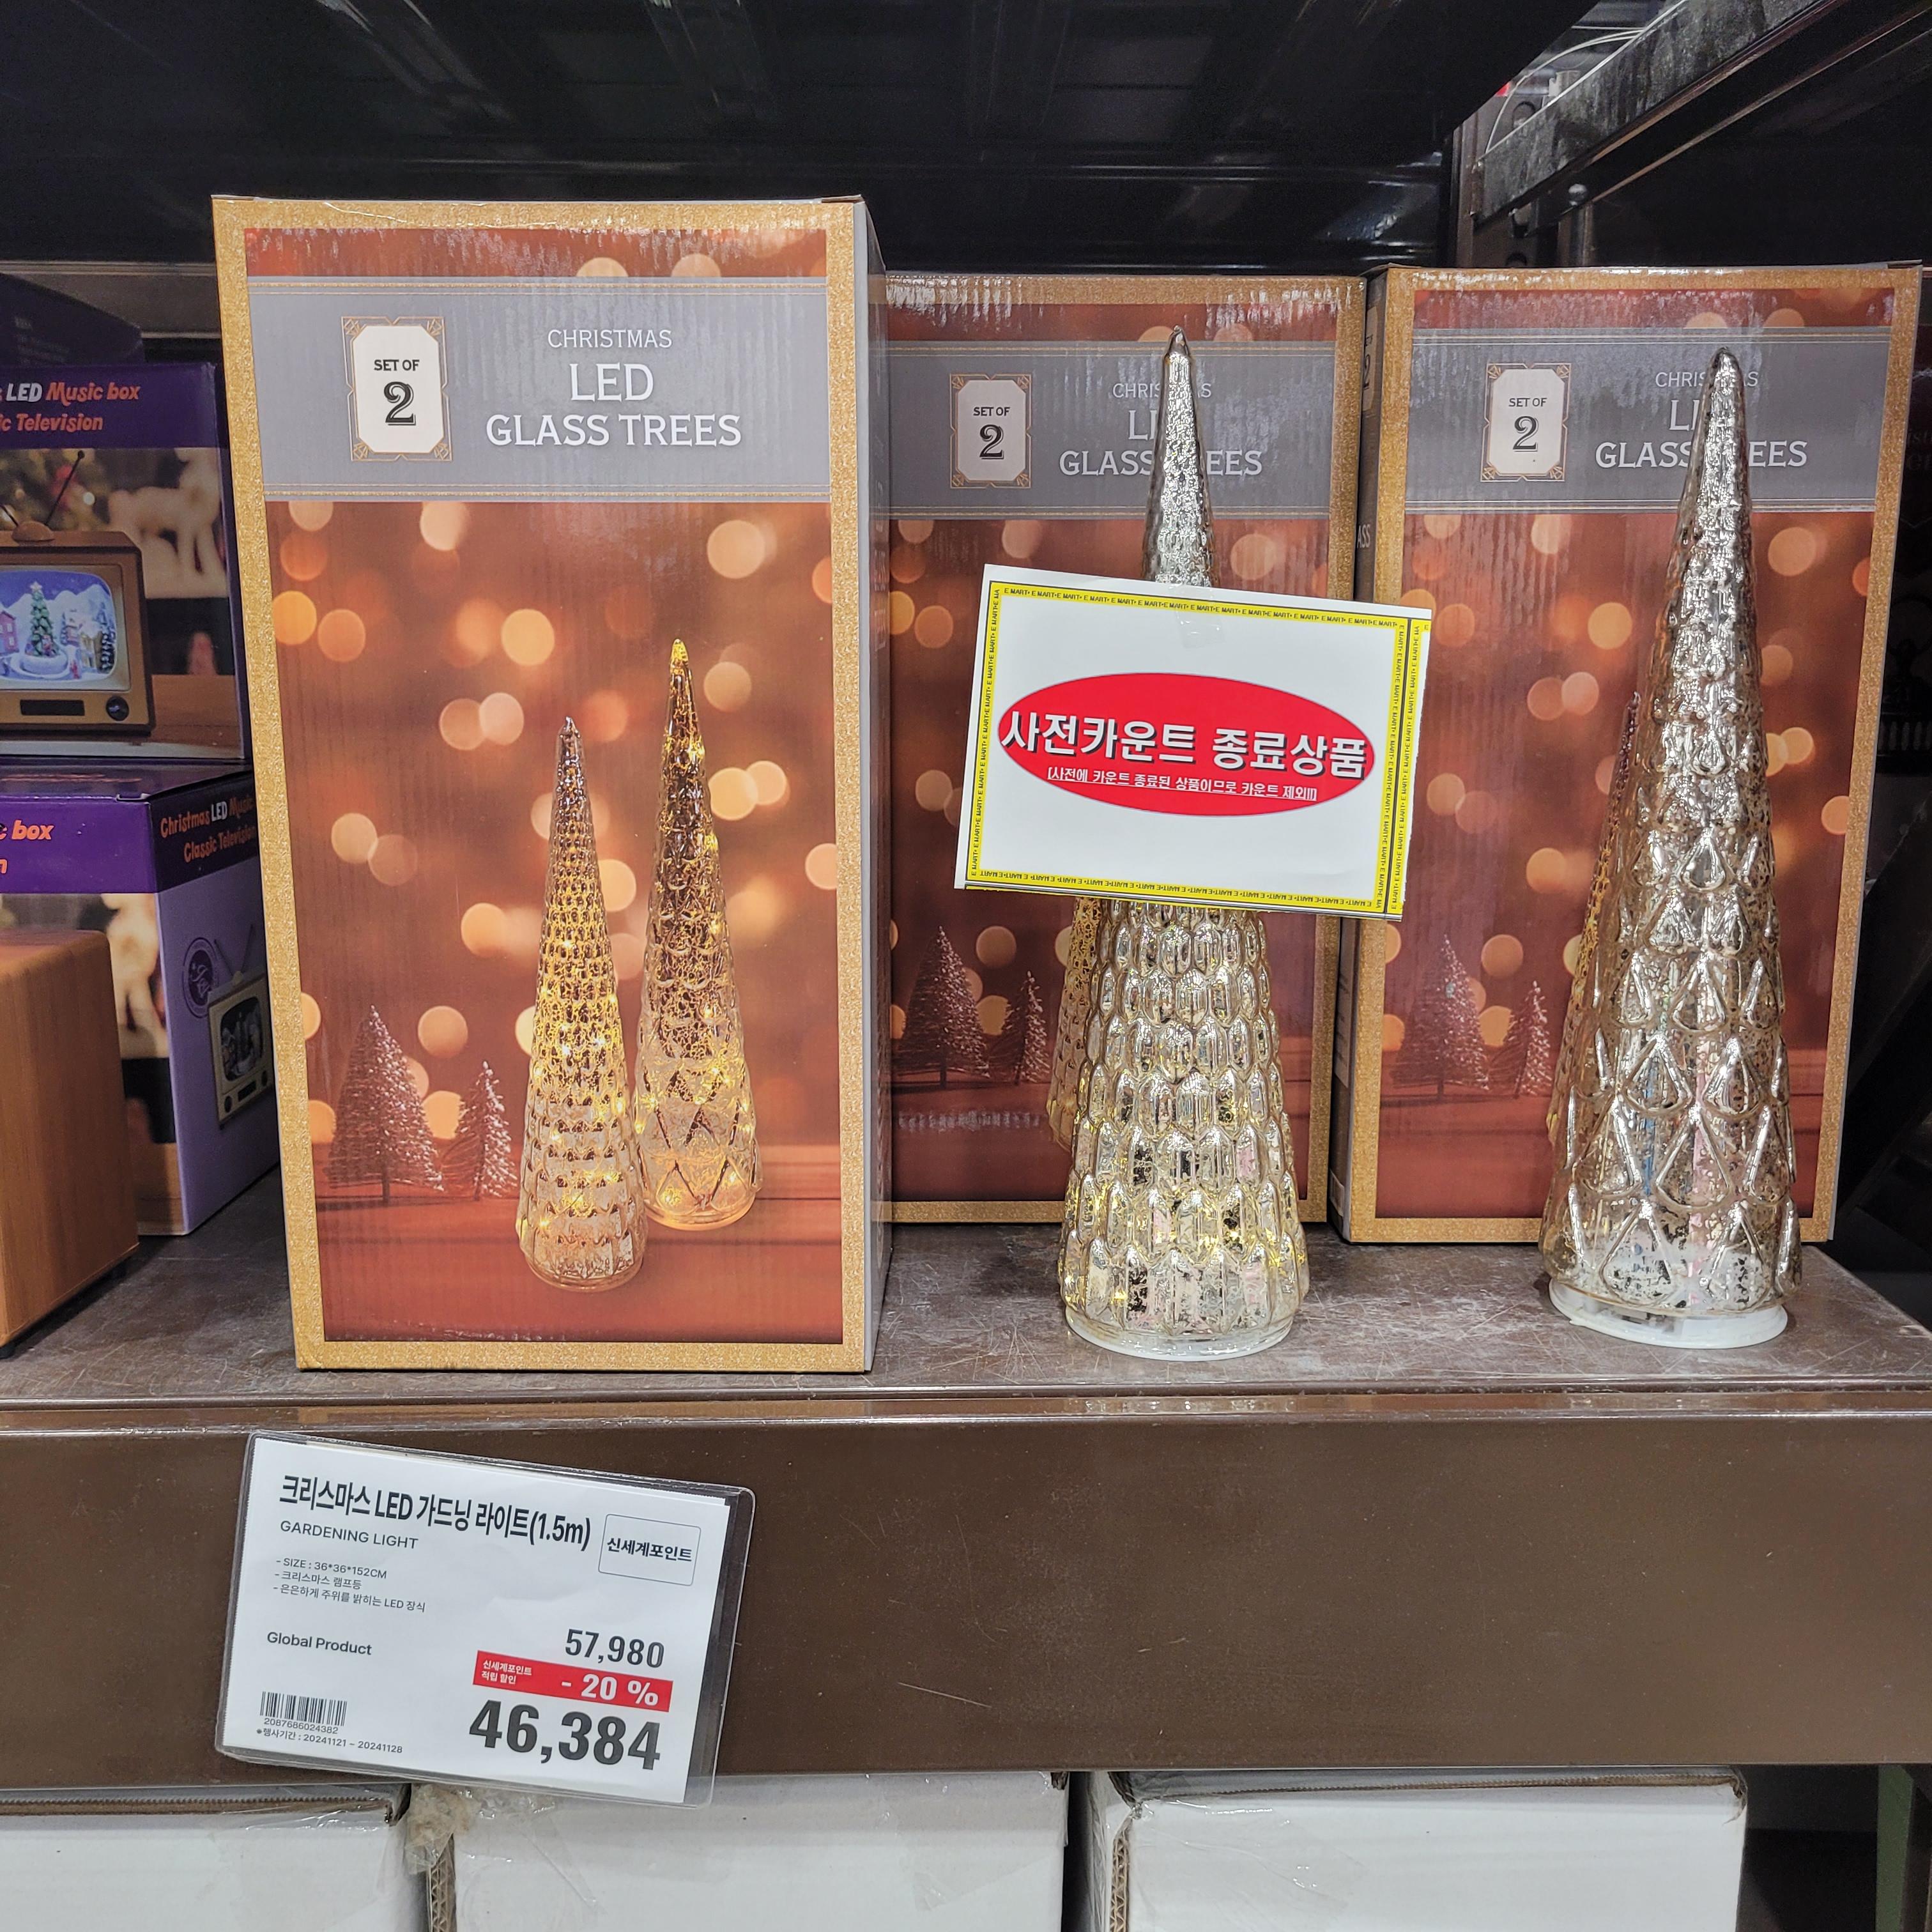 CHRISTMAS
LED
GLASS TREES
SET OF
2
SET OF
2
GLASS
SET OF
2
GLASS
LED Music box
Television
box
Christmas LED Music
Classic Television
사전카운트 종료상품
[사전에 카운트 종료된 상품이므로 카운트 제외!!]
크리스마스 LED 가드닝 라이트(1.5m)
GARDENING LIGHT
신세계포인트
- SIZE : 36*36*152CM
- 크리스마스 램프등
- 은은하게 주위를 밝히는 LED 장식
Global Product
57,980
신세계포인트
적립 할인
- 20 %
46,384
2087686024382
*행사기간 : 20241121 ~ 20241128